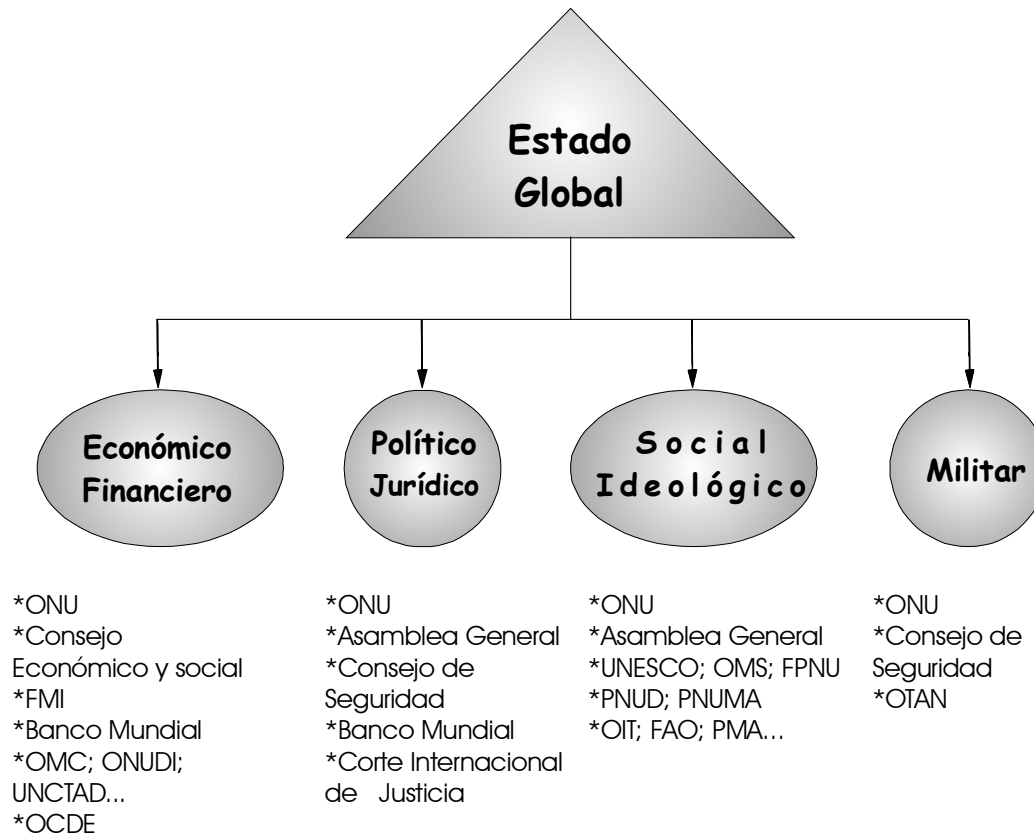 Estado
Global
Económico
Financiero
Político
Jurídico
Social
Ideológico
Militar
*ONU
*Consejo
Económico y social
*FMI
*Banco Mundial
*OMC; ONUDI;
UNCTAD...
*OCDE
*ONU
*Asamblea General
*Consejo de
Seguridad
*Banco Mundial
*Corte Internacional
de Justicia
*ONU
*Asamblea General
*UNESCO; OMS; FPNU
*PNUD; PNUMA
*OIT; FAO; PMA...
*ONU
*Consejo de
Seguridad
*OTAN